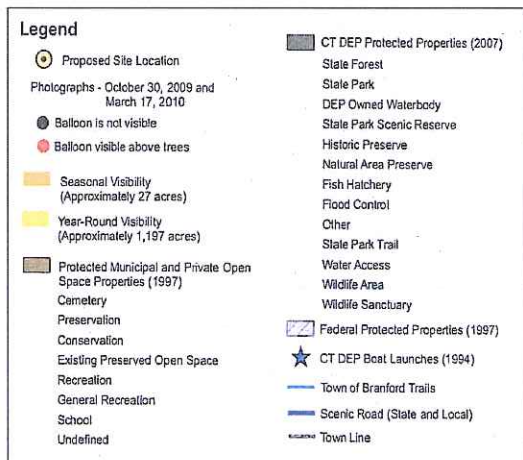 Legend
Proposed Site Location
Photographs - October 30, 2009 and
March 17, 2010
Balloon is not visible
Balloon visible above trees
Seasonal Visibility
(Approximately 27 acres)
Year-Round Visibility
(Approximately 1,197 acres)
Protected Municipal and Private Open
Space Properties (1997)
Cemetery
Preservation
Conservation
Existing Preserved Open Space
Recreation
General Recreation
School
Undefined
CT DEP Protected Properties (2007)
State Forest
State Park
DEP Owned Waterbody
State Park Scenic Reserve
Historic Preserve
Natural Area Preserve
Fish Hatchery
Flood Control
Other
State Park Trail
Water Access
Wildlife Area
Wildlife Sanctuary
Federal Protected Properties (1997)
CT DEP Boat Launches (1994)
Town of Branford Trails
Scenic Road (State and Local)
Town Line